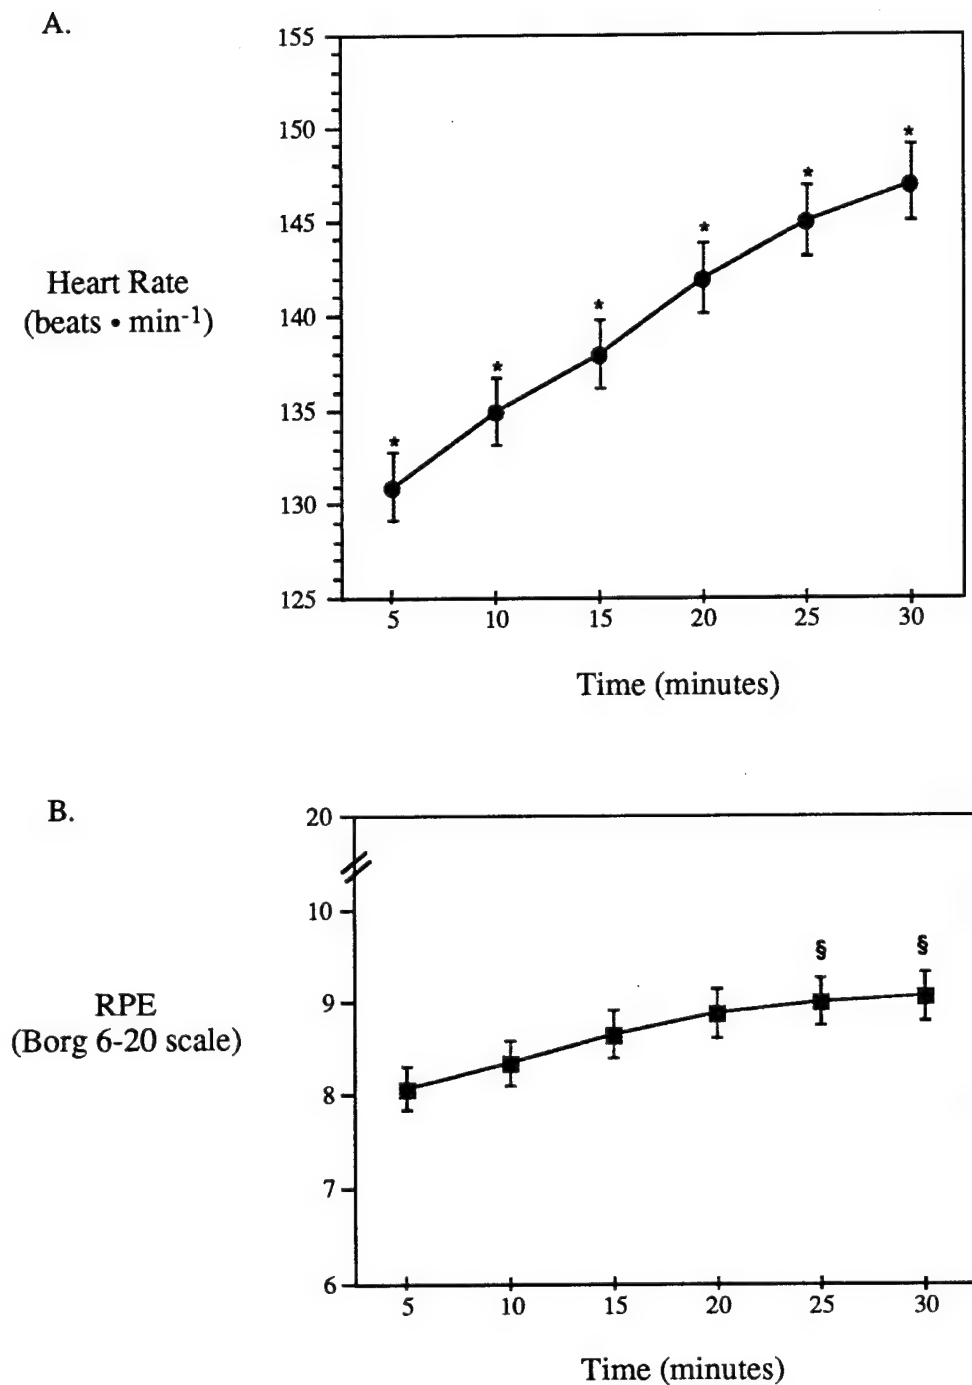 A.
155
150
145
140
135
130
125
Heart Rate
(beats • min-1)
* * * * * *
5 10 15 20 25 30
Time (minutes)
B.
20
10
9
8
7
6
RPE
(Borg 6-20 scale)
§ §
5 10 15 20 25 30
Time (minutes)